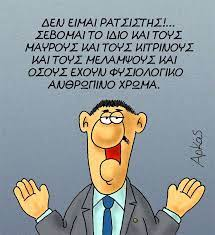 ΔΕΝ ΕΙΜΑΙ ΡΑΤΣΙΣΤΗΣ!...
ΣΕΒΟΜΑΙ ΤΟ ΙΔΙΟ ΚΑΙ ΤΟΥΣ
ΜΑΥΡΟΥΣ ΚΑΙ ΤΟΥΣ ΚΙΤΡΙΝΟΥΣ
ΚΑΙ ΤΟΥΣ ΜΕΛΑΜΨΟΥΣ ΚΑΙ
ΟΣΟΥΣ ΕΧΟΥΝ ΦΥΣΙΟΛΟΓΙΚΟ
ΑΝΘΡΩΠΙΝΟ ΧΡΩΜΑ.
Αρκάς